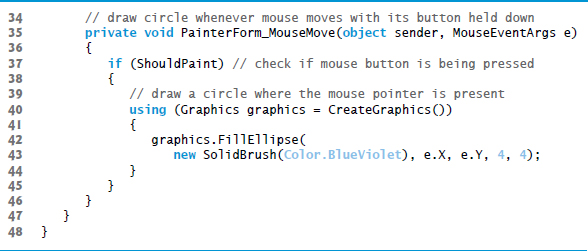 34 // draw circle whenever mouse moves with its button held down
35 private void PainterForm_MouseMove(object sender, MouseEventArgs e)
36 {
37 if (ShouldPaint) // check if mouse button is being pressed
38 {
39 // draw a circle where the mouse pointer is present
40 using (Graphics graphics = CreateGraphics())
41 {
42 graphics.FillEllipse(
43 new SolidBrush(Color.BlueViolet), e.X, e.Y, 4, 4);
44 }
45 }
46 }
47 }
48 }